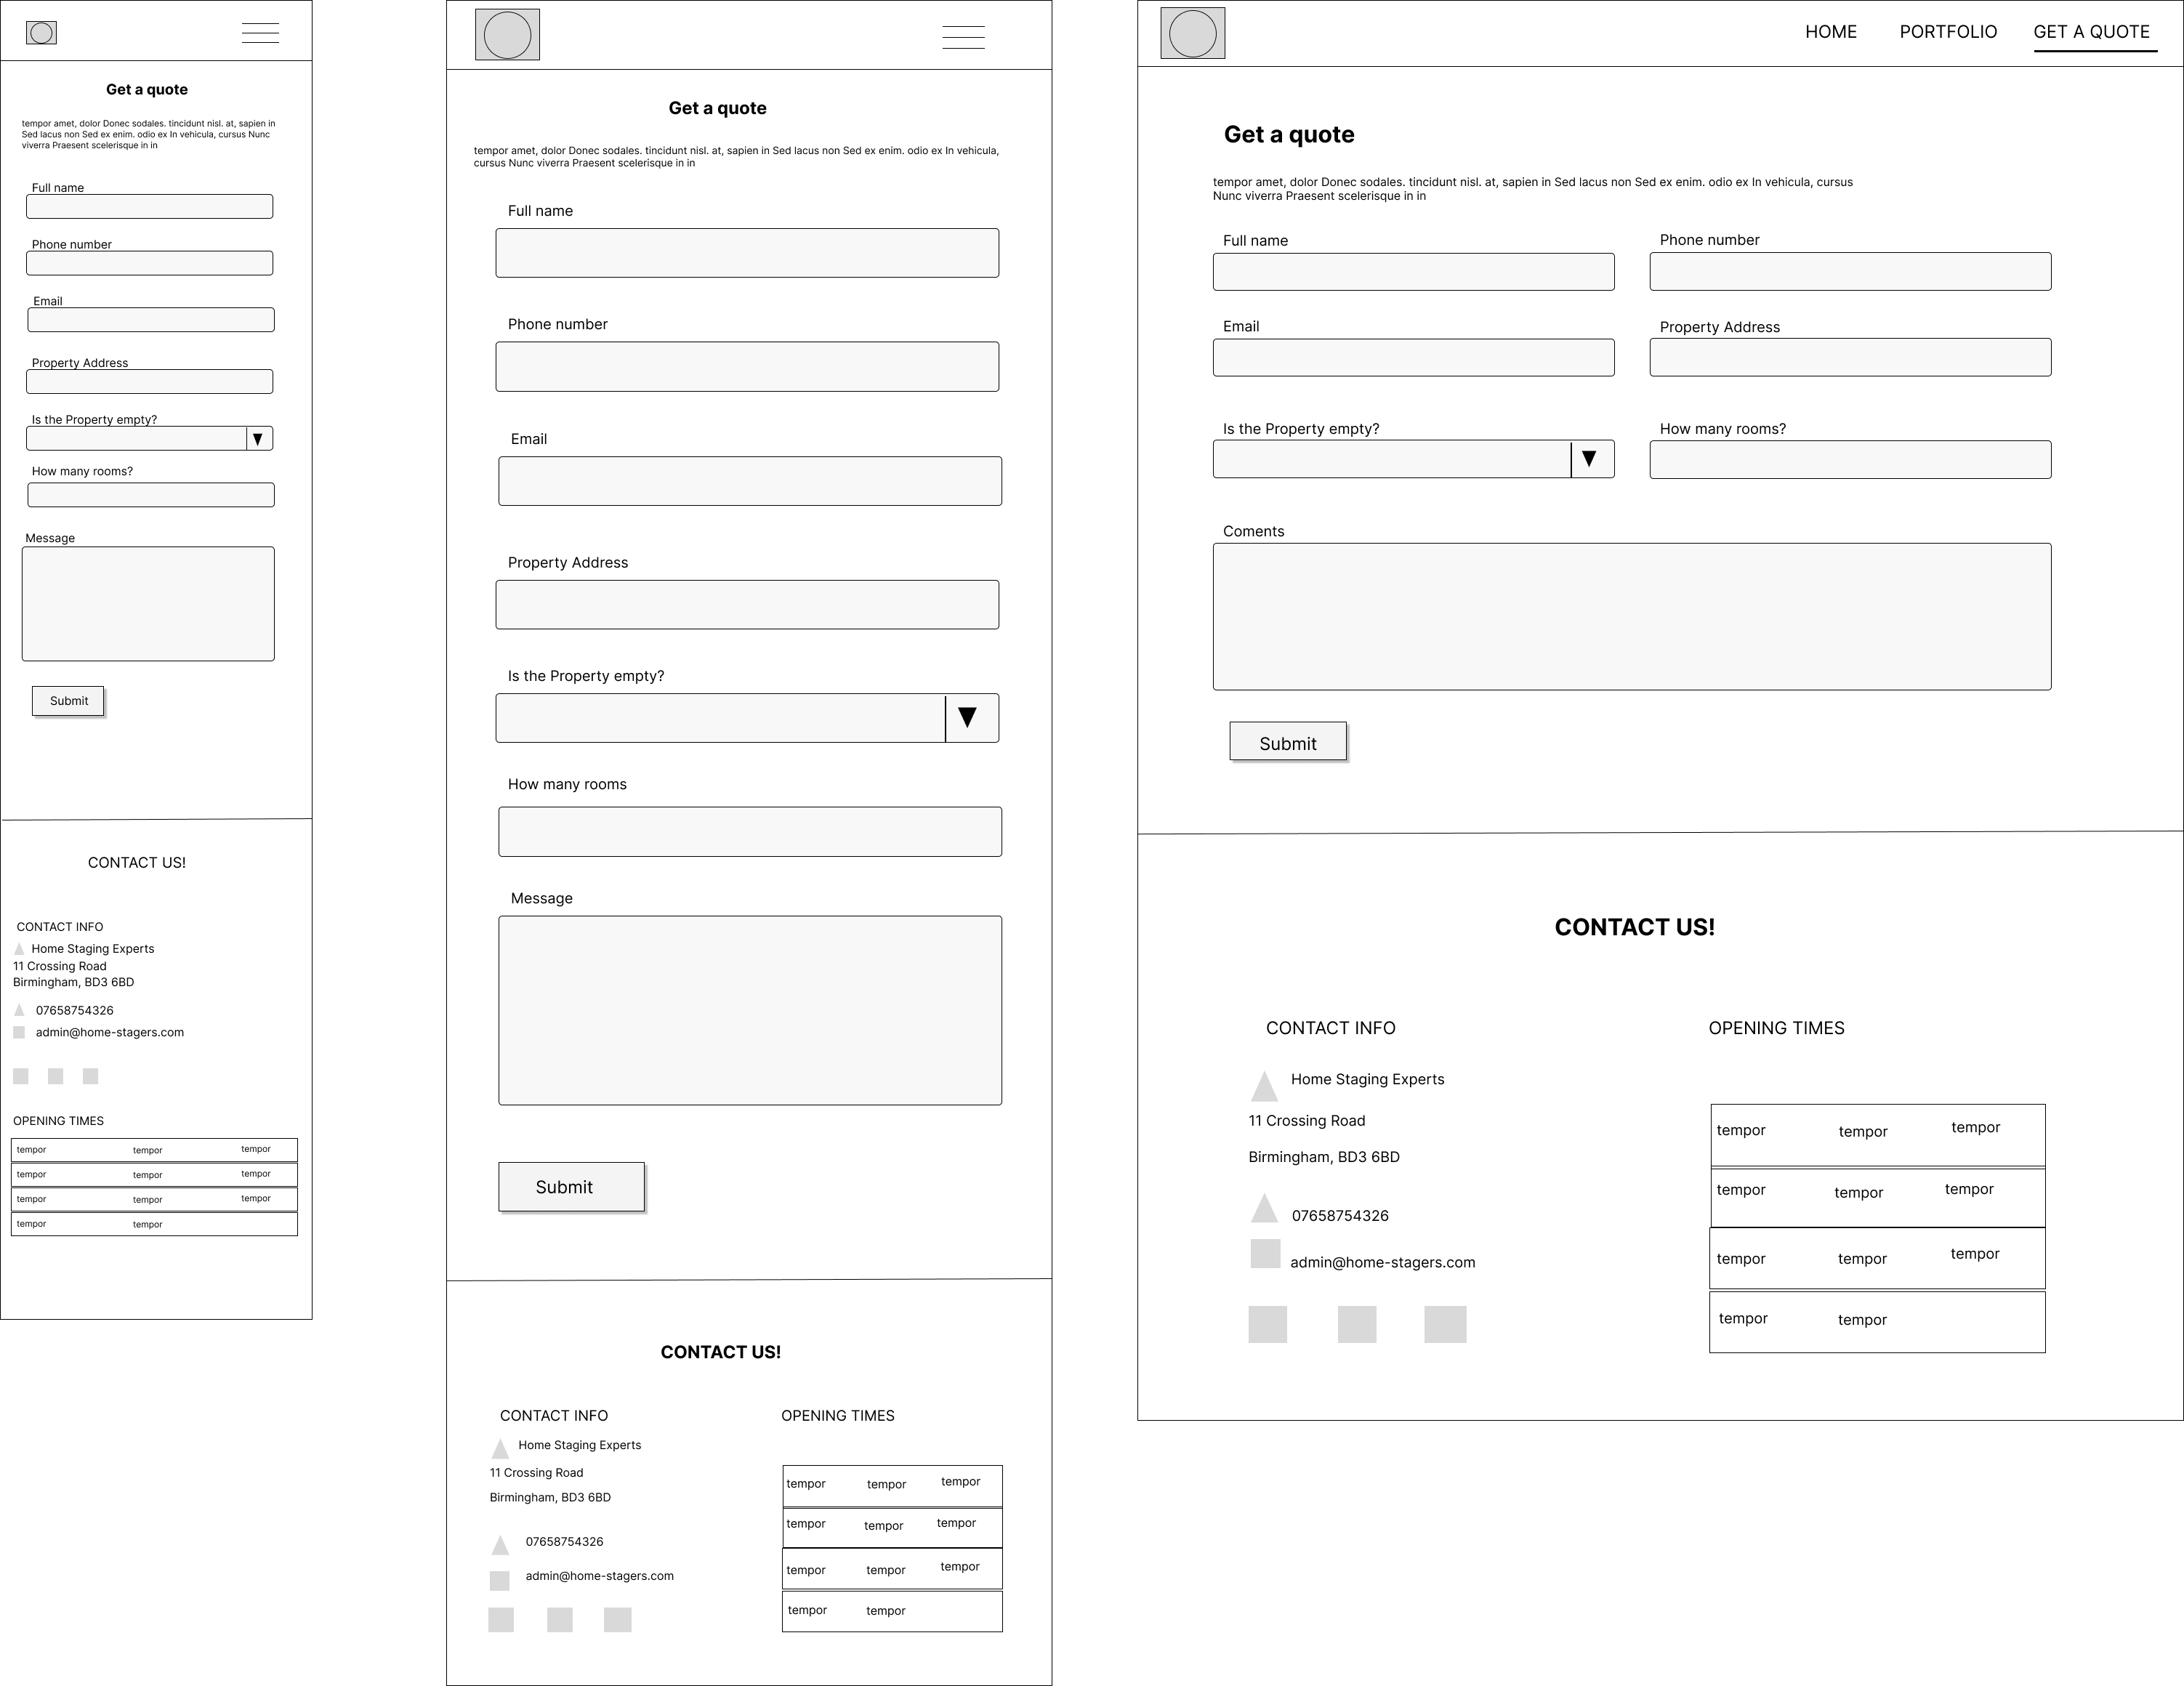 Get a quote
tempor amet, dolor Donec sodales. tincidunt nisl. at, sapien in
Sed lacus non Sed ex enim. odio ex In vehicula, cursus Nunc
viverra Praesent scelerisque in in
Full name
Phone number
Email
Property Address
Is the Property empty?
How many rooms?
Message
Submit
CONTACT US!
CONTACT INFO
Home Staging Experts
11 Crossing Road
Birmingham, BD3 6BD
07658754326
admin@home-stagers.com
OPENING TIMES
tempor tempor tempor
tempor tempor tempor
tempor tempor tempor
tempor tempor
Get a quote
tempor amet, dolor Donec sodales. tincidunt nisl. at, sapien in Sed lacus non Sed ex enim. odio ex In vehicula,
cursus Nunc viverra Praesent scelerisque in in
Full name
Phone number
Email
Property Address
Is the Property empty?
How many rooms
Message
Submit
CONTACT US!
CONTACT INFO
Home Staging Experts
11 Crossing Road
Birmingham, BD3 6BD
07658754326
admin@home-stagers.com
OPENING TIMES
tempor tempor tempor
tempor tempor tempor
tempor tempor tempor
tempor tempor
HOME PORTFOLIO GET A QUOTE
Get a quote
tempor amet, dolor Donec sodales. tincidunt nisl. at, sapien in Sed lacus non Sed ex enim. odio ex In vehicula, cursus
Nunc viverra Praesent scelerisque in in
Full name Phone number
Email Property Address
Is the Property empty? How many rooms?
Coments
Submit
CONTACT US!
CONTACT INFO
Home Staging Experts
11 Crossing Road
Birmingham, BD3 6BD
07658754326
admin@home-stagers.com
OPENING TIMES
tempor tempor tempor
tempor tempor tempor
tempor tempor tempor
tempor tempor